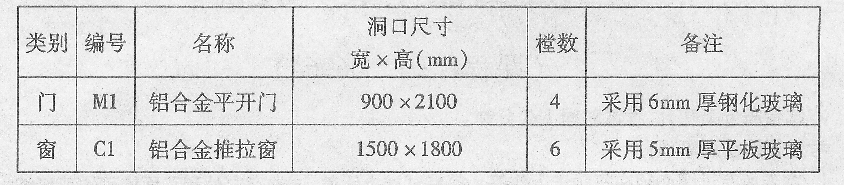 类别 编号 名称 洞口尺寸 宽×高(mm) 樘数 备注
门 M1 铝合金平开门 900×2100 4 采用6mm厚钢化玻璃
窗 C1 铝合金推拉窗 1500×1800 6 采用5mm厚平板玻璃